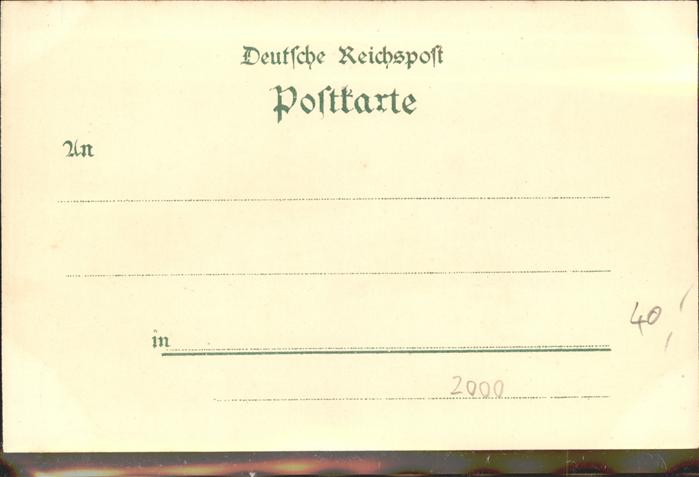 Deutſche Reichspoſt
Poſtkarte
An
in
40
2000